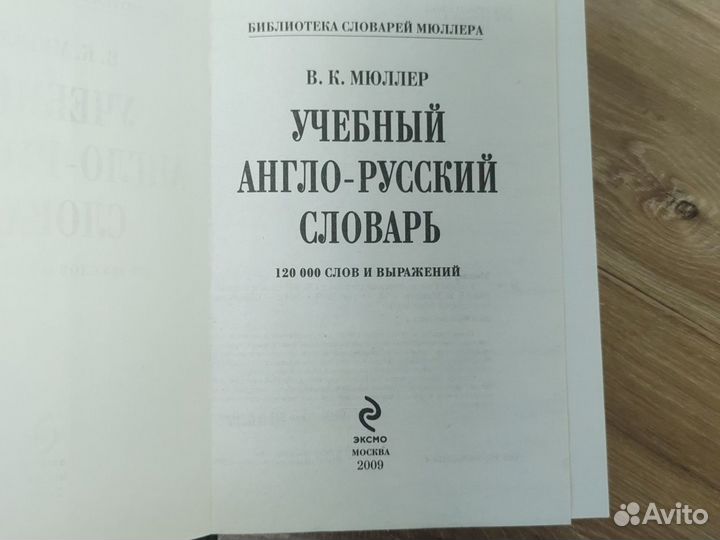 БИБЛИОТЕКА СЛОВАРЕЙ МЮЛЛЕРА
В. К. МЮЛЛЕР
УЧЕБНЫЙ
АНГЛО-РУССКИЙ
СЛОВАРЬ
120 000 СЛОВ И ВЫРАЖЕНИЙ
ЭКСМО
МОСКВА
2009
Avito